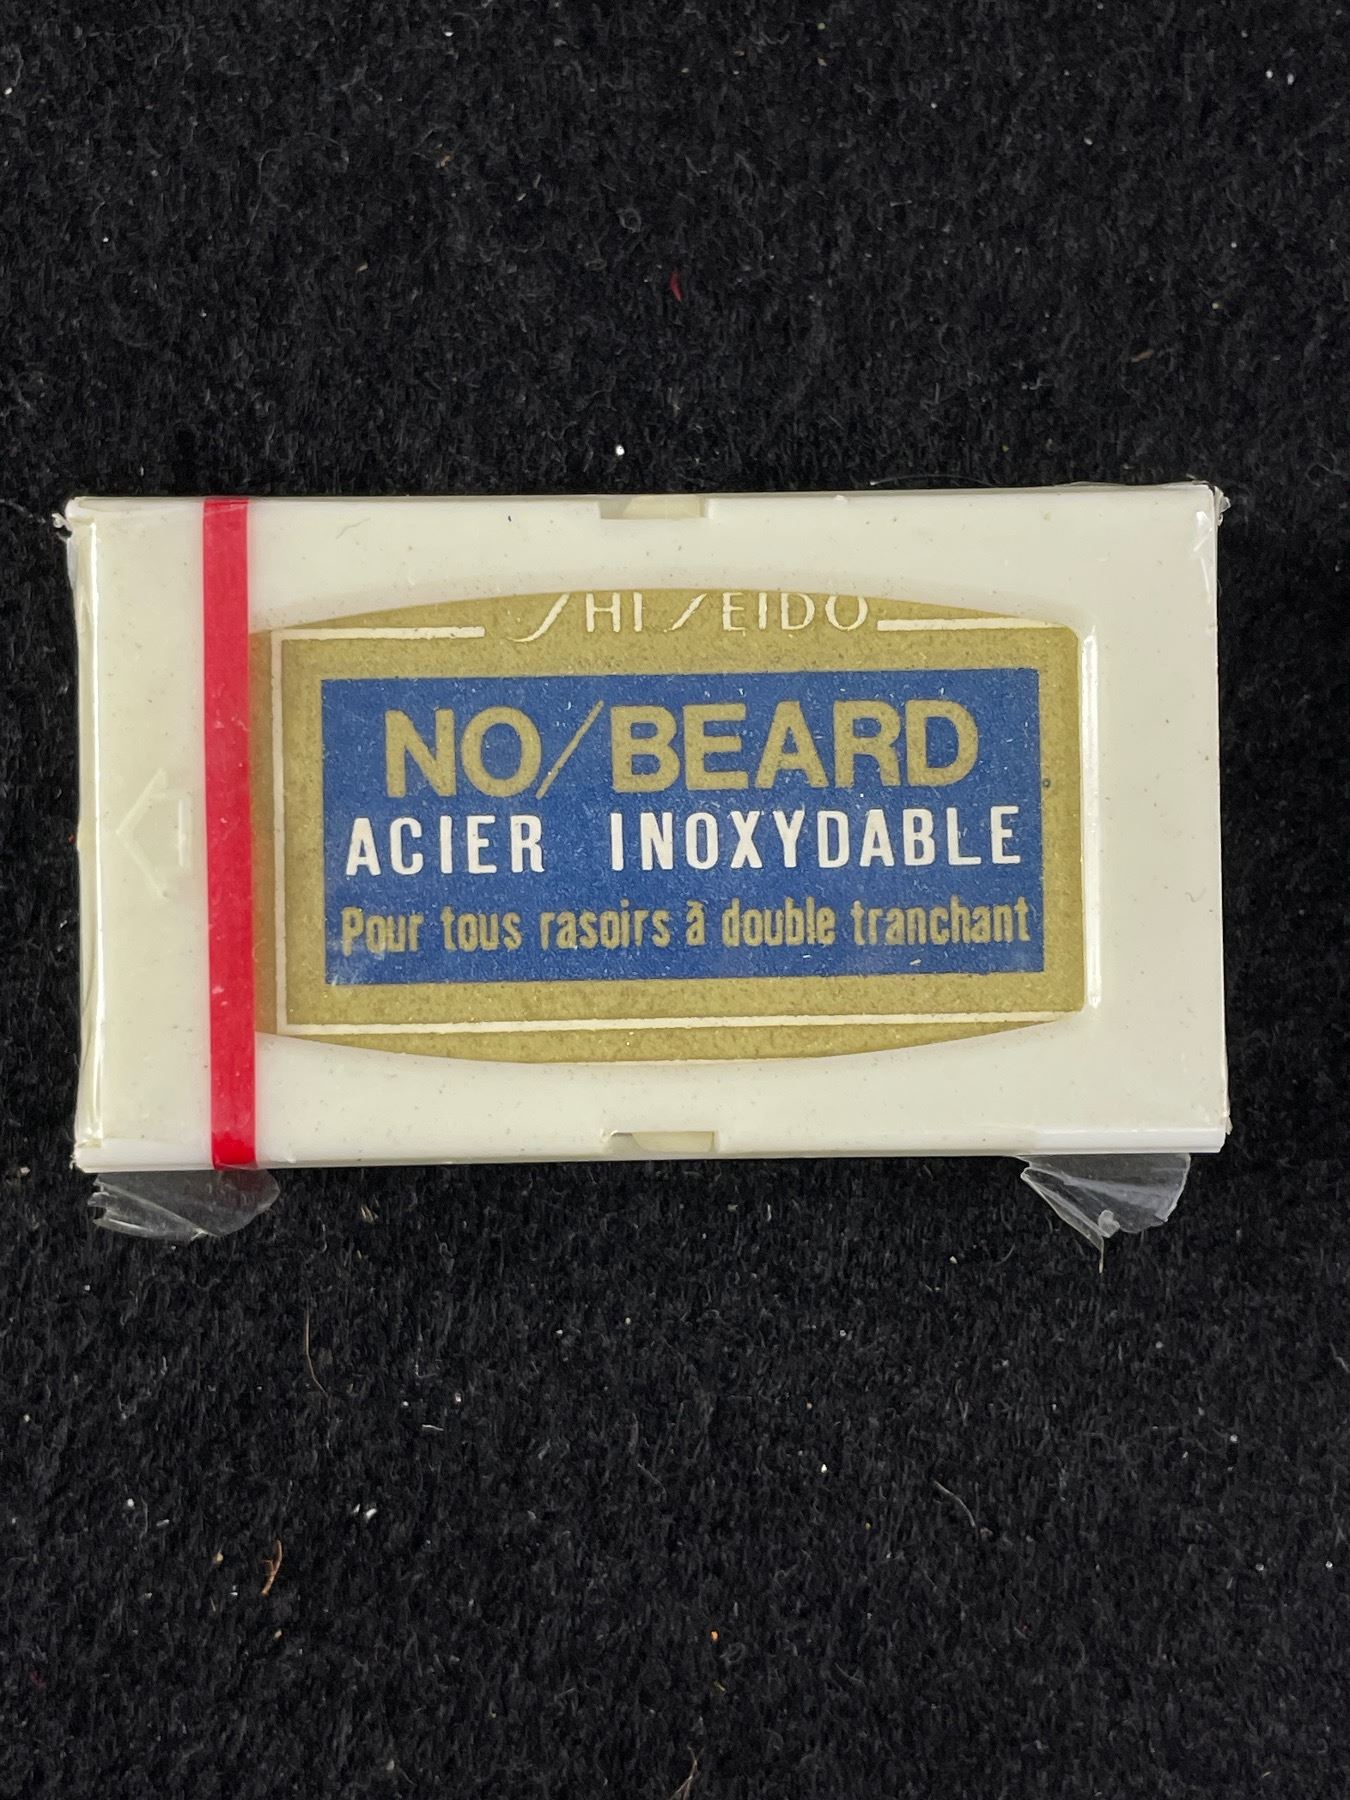 SHISEIDO
NO/BEARD
ACIER INOXYDABLE
Pour tous rasoirs à double tranchant